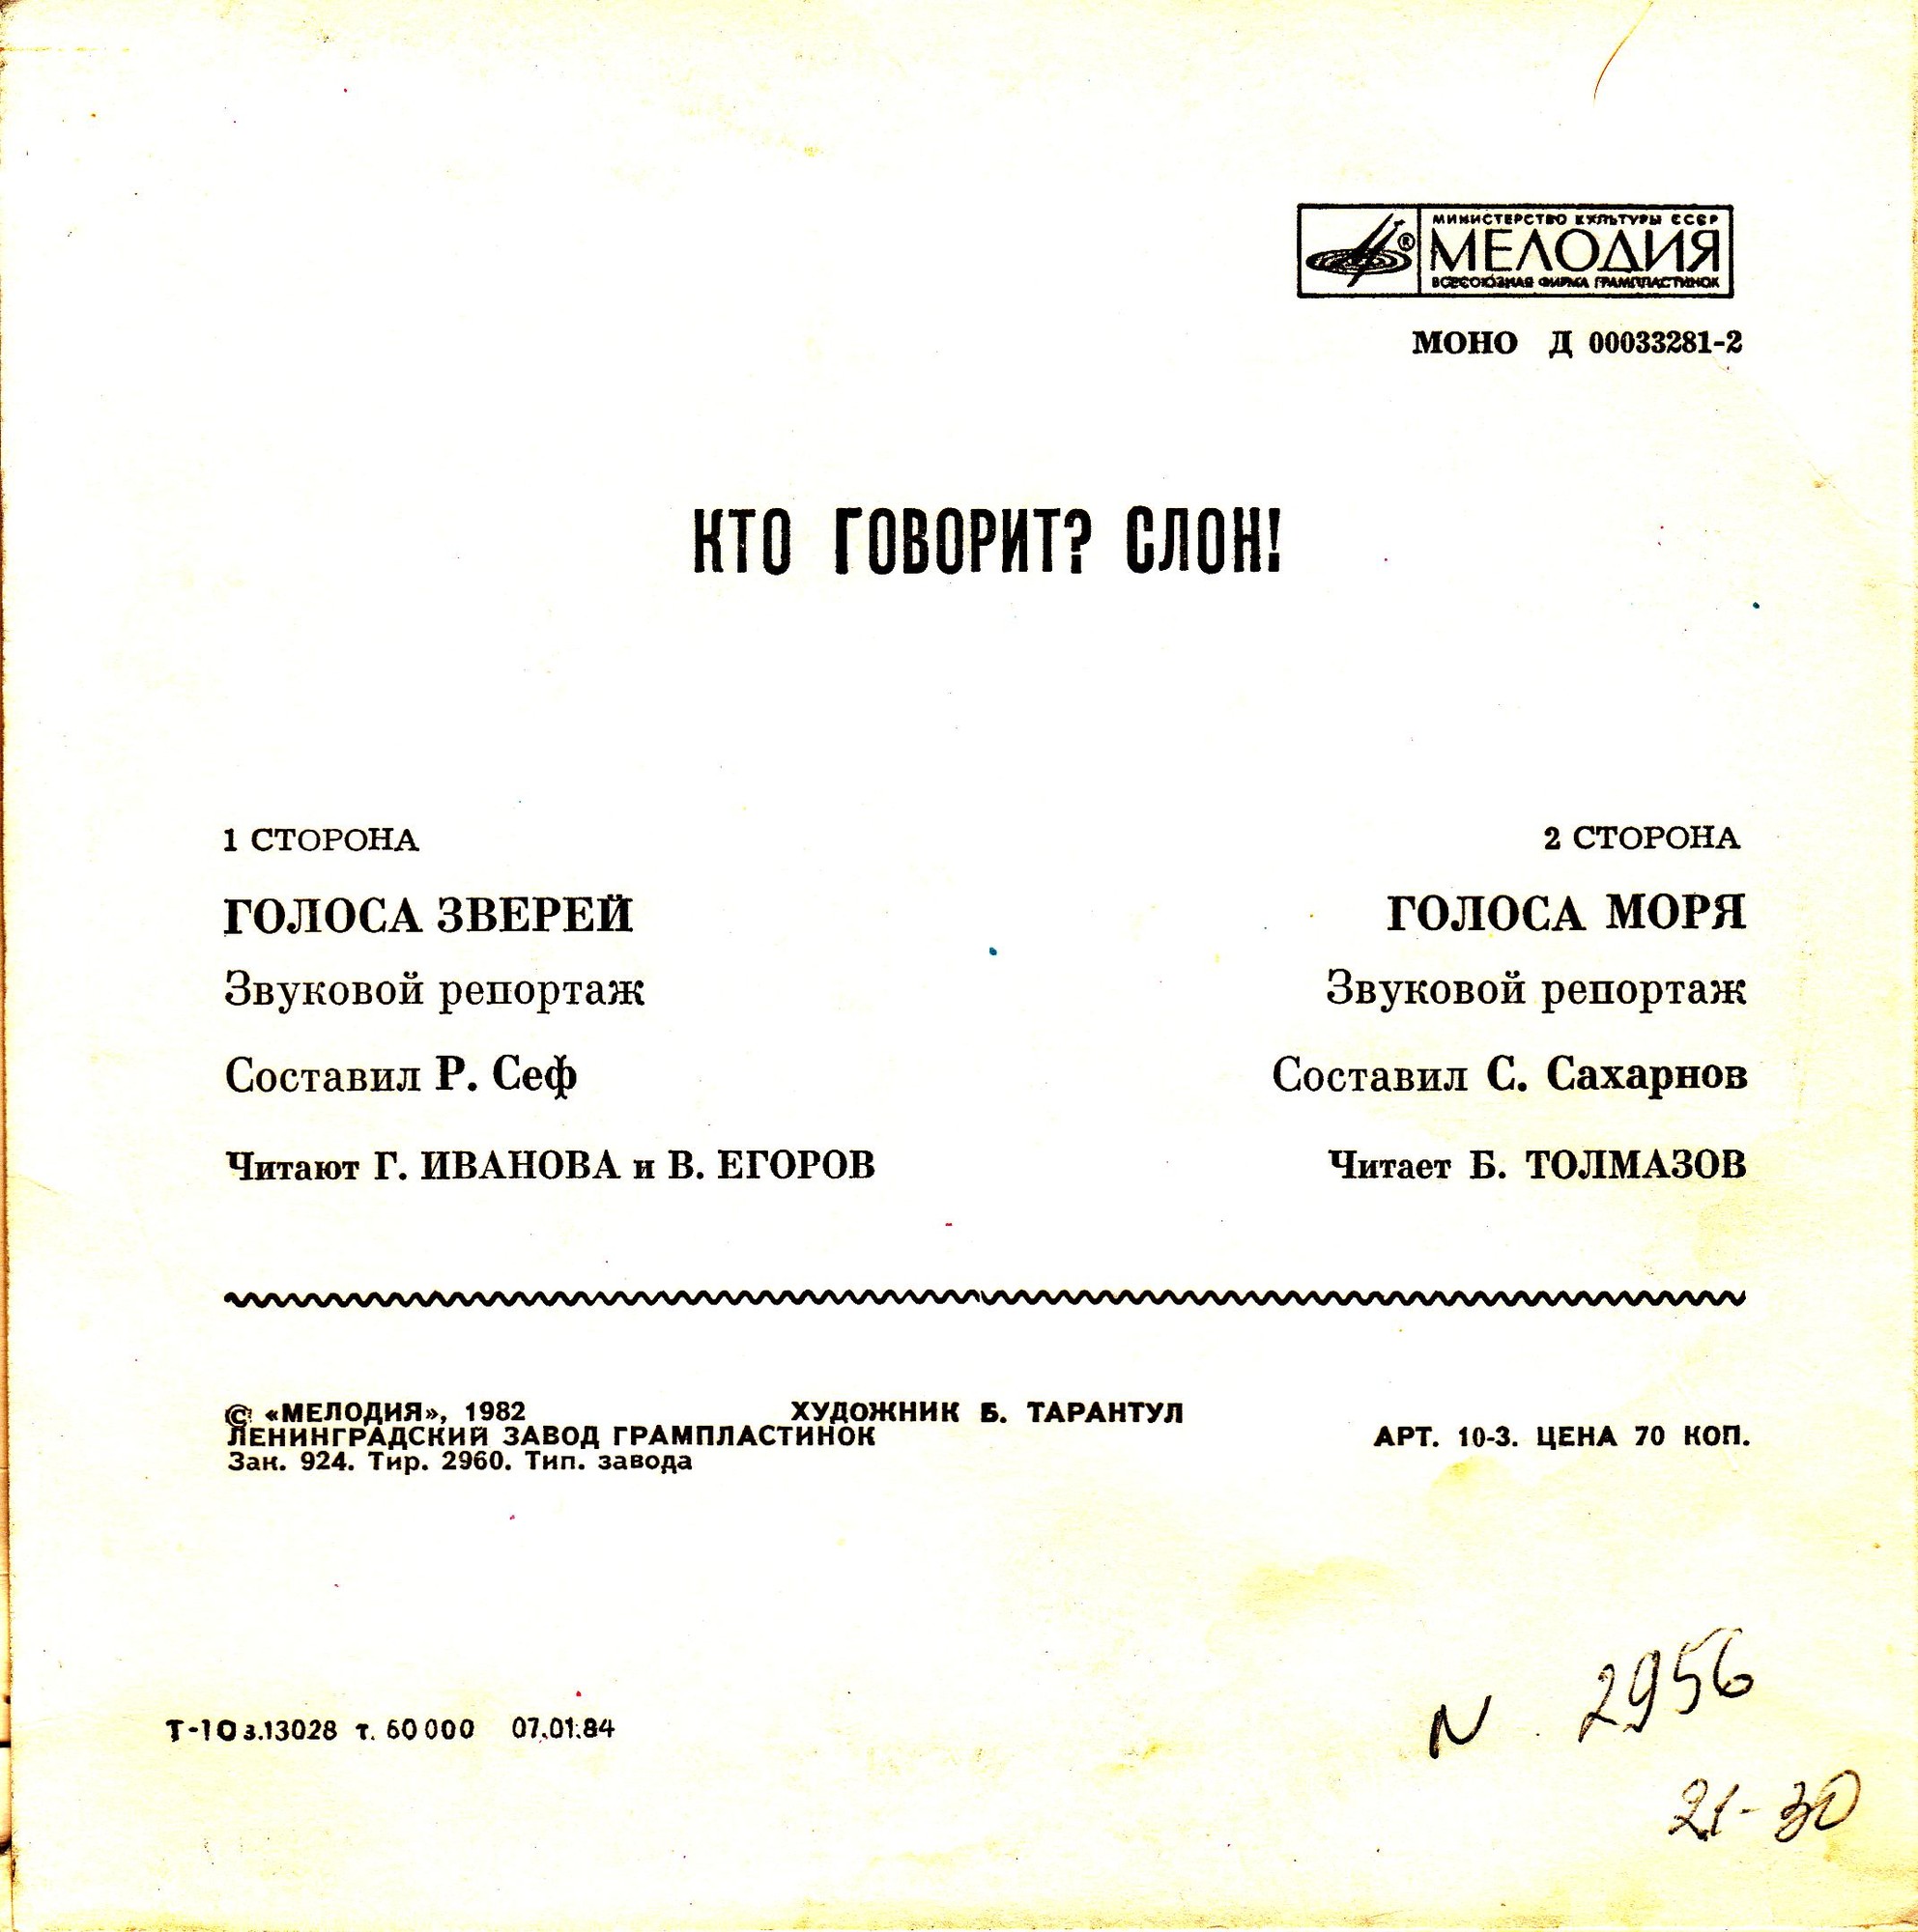 МИНИСТЕРСТВО КУЛЬТУРЫ СССР
МЕЛОДИЯ
®
ВСЕСОЮЗНАЯ ФИРМА ГРАМПЛАСТИНОК
МОНО Д 00033281-2
КТО ГОВОРИТ? СЛОН!
1 СТОРОНА
ГОЛОСА ЗВЕРЕЙ
Звуковой репортаж
Составил Р. Сеф
Читают Г. ИВАНОВА и В. ЕГОРОВ
2 СТОРОНА
ГОЛОСА МОРЯ
Звуковой репортаж
Составил С. Сахарнов
Читает Б. ТОЛМАЗОВ
© «МЕЛОДИЯ», 1982 ХУДОЖНИК Б. ТАРАНТУЛ
ЛЕНИНГРАДСКИЙ ЗАВОД ГРАМПЛАСТИНОК
Зак. 924. Тир. 2960. Тип. завода
АРТ. 10-3. ЦЕНА 70 КОП.
Т-10 з.13028 т. 60 000 07.01.84
N 2956
21-30